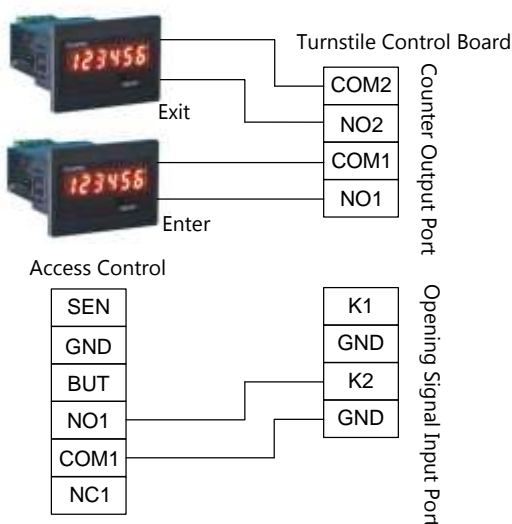 Turnstile Control Board
123456
Exit
COM2
NO2
COM1
NO1
Counter Output Port
123456
Enter
Access Control
SEN
GND
BUT
NO1
COM1
NC1
K1
GND
K2
GND
Opening Signal Input Port